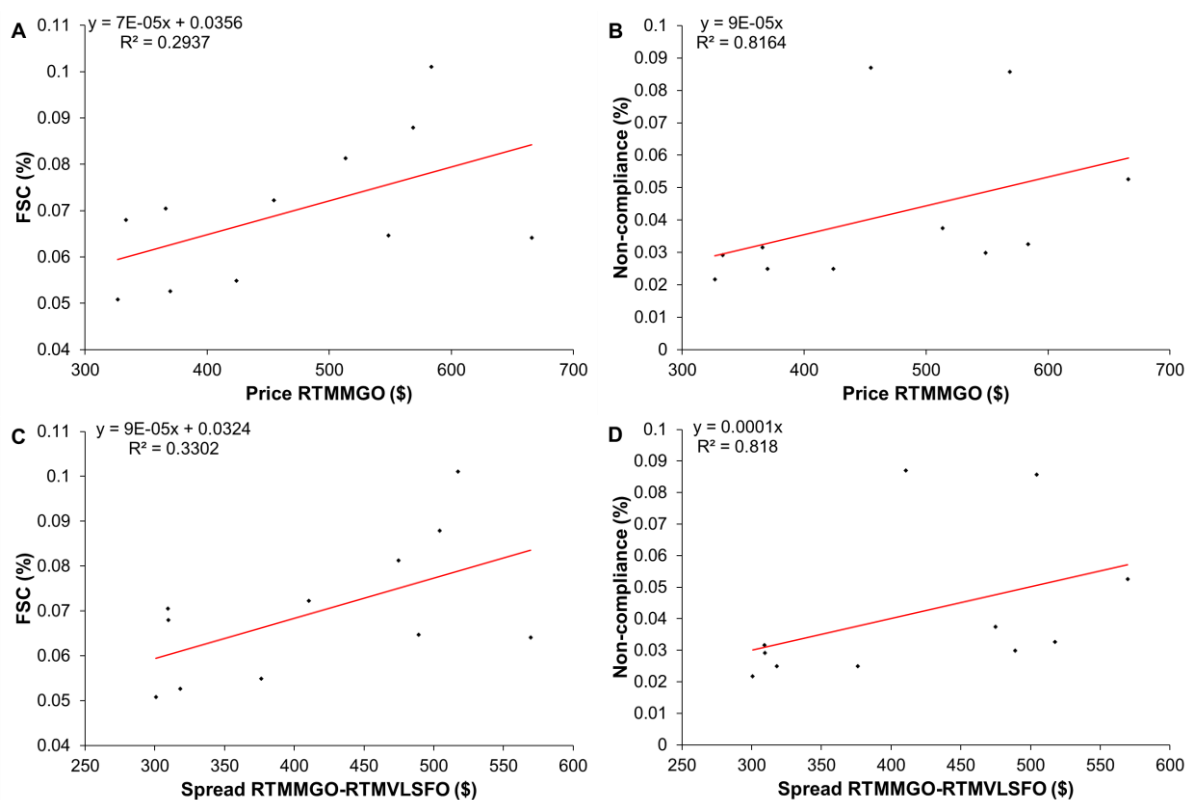 A
y = 7E-05x + 0.0356
R² = 0.2937
FSC (%)
0.11
0.1
0.09
0.08
0.07
0.06
0.05
0.04
300 400 500 600 700
Price RTMMGO ($)
B
y = 9E-05x
R² = 0.8164
Non-compliance (%)
0.1
0.09
0.08
0.07
0.06
0.05
0.04
0.03
0.02
0.01
0
300 400 500 600 700
Price RTMMGO ($)
C
y = 9E-05x + 0.0324
R² = 0.3302
FSC (%)
0.11
0.1
0.09
0.08
0.07
0.06
0.05
0.04
250 300 350 400 450 500 550 600
Spread RTMMGO-RTMVLSFO ($)
D
y = 0.0001x
R² = 0.818
Non-compliance (%)
0.1
0.09
0.08
0.07
0.06
0.05
0.04
0.03
0.02
0.01
0
250 300 350 400 450 500 550 600
Spread RTMMGO-RTMVLSFO ($)